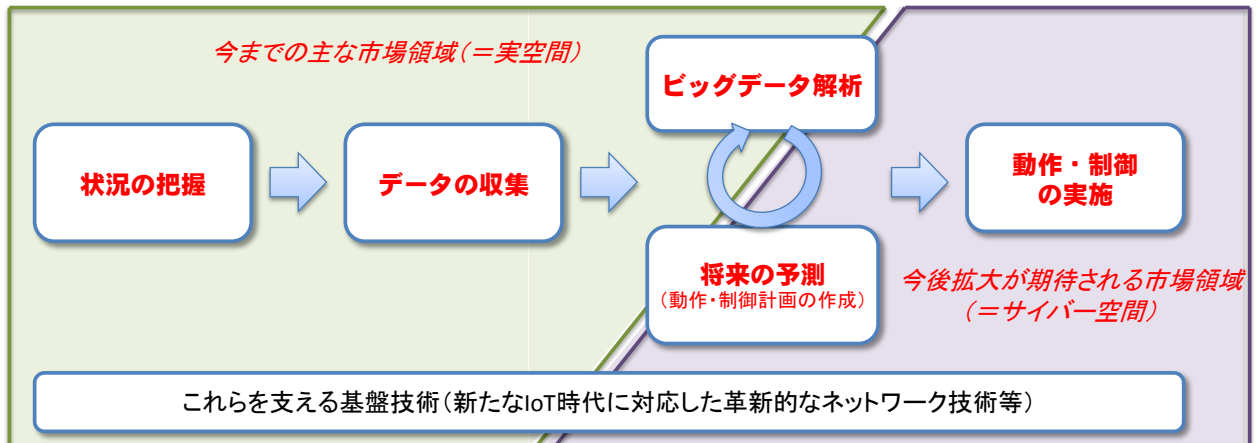 今までの主な市場領域(=実空間)
ビッグデータ解析
状況の把握
データの収集
動作・制御
の実施
将来の予測
(動作・制御計画の作成)
今後拡大が期待される市場領域
(=サイバー空間)
これらを支える基盤技術(新たなIoT時代に対応した革新的なネットワーク技術等)